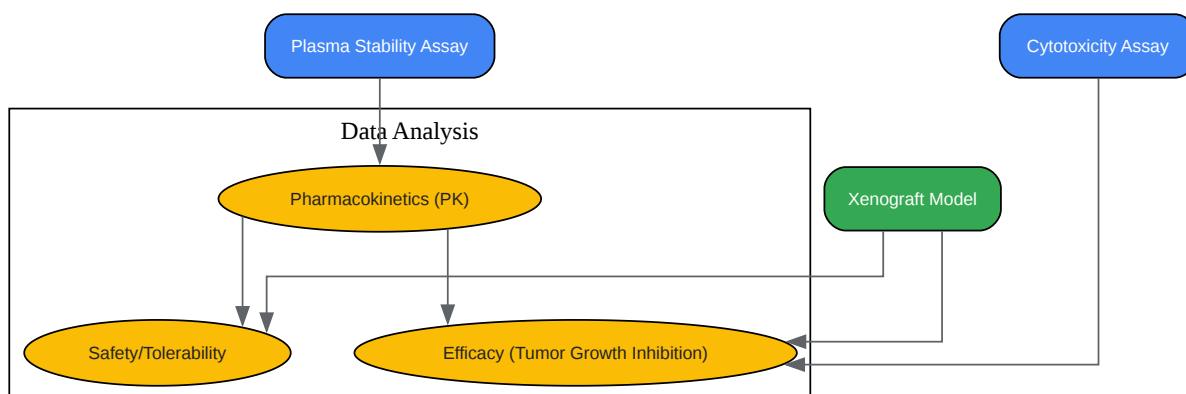 Plasma Stability Assay
Cytotoxicity Assay
Data Analysis
Pharmacokinetics (PK)
Xenograft Model
Safety/Tolerability
Efficacy (Tumor Growth Inhibition)